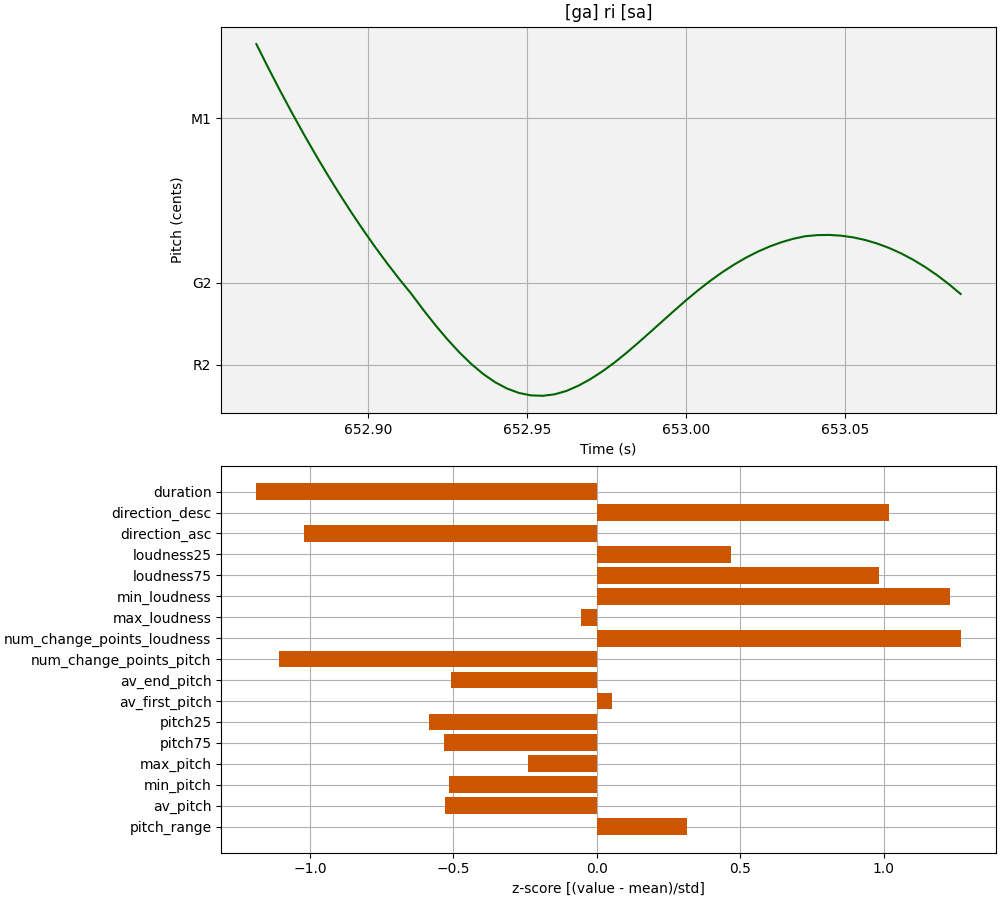 [ga] ri [sa]
Pitch (cents)
M1
G2
R2
652.90 652.95 653.00 653.05
Time (s)
duration
direction_desc
direction_asc
loudness25
loudness75
min_loudness
max_loudness
num_change_points_loudness
num_change_points_pitch
av_end_pitch
av_first_pitch
pitch25
pitch75
max_pitch
min_pitch
av_pitch
pitch_range
−1.0 −0.5 0.0 0.5 1.0
z-score [(value - mean)/std]